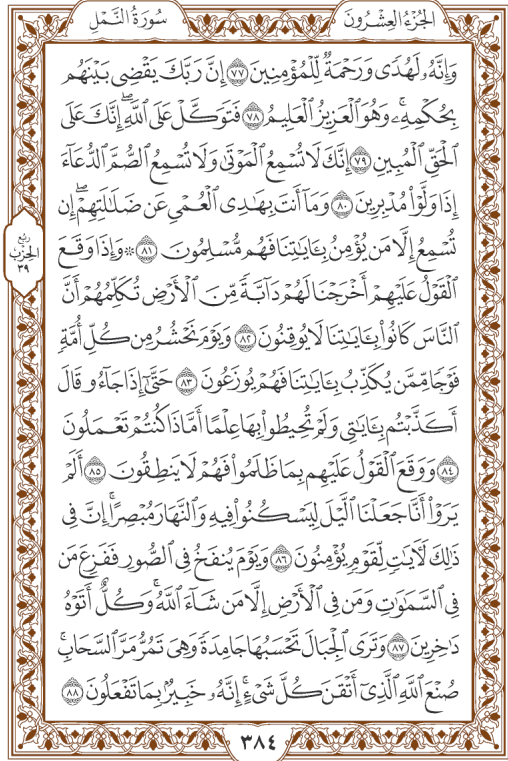 الجُزْءُ العِشْرُونَ
سُورَةُ النَّمْلِ
وَإِنَّهُۥ لَهُدٗى وَرَحۡمَةٞ لِّلۡمُؤۡمِنِينَ ٧٧ إِنَّ رَبَّكَ يَقۡضِي بَيۡنَهُم
بِحُكۡمِهِۦۚ وَهُوَ ٱلۡعَزِيزُ ٱلۡعَلِيمُ ٧٨ فَتَوَكَّلۡ عَلَى ٱللَّهِۖ إِنَّكَ عَلَى
ٱلۡحَقِّ ٱلۡمُبِينِ ٧٩ إِنَّكَ لَا تُسۡمِعُ ٱلۡمَوۡتَىٰ وَلَا تُسۡمِعُ ٱلصُّمَّ ٱلدُّعَآءَ
إِذَا وَلَّوۡاْ مُدۡبِرِينَ ٨٠ وَمَآ أَنتَ بِهَٰدِي ٱلۡعُمۡيِ عَن ضَلَٰلَتِهِمۡۖ إِن
تُسۡمِعُ إِلَّا مَن يُؤۡمِنُ بِـَٔايَٰتِنَا فَهُم مُّسۡلِمُونَ ٨١ ۞وَإِذَا وَقَعَ
ٱلۡقَوۡلُ عَلَيۡهِمۡ أَخۡرَجۡنَا لَهُمۡ دَآبَّةٗ مِّنَ ٱلۡأَرۡضِ تُكَلِّمُهُمۡ أَنَّ
ٱلنَّاسَ كَانُواْ بِـَٔايَٰتِنَا لَا يُوقِنُونَ ٨٢ وَيَوۡمَ نَحۡشُرُ مِن كُلِّ أُمَّةٖ
فَوۡجٗا مِّمَّن يُكَذِّبُ بِـَٔايَٰتِنَا فَهُمۡ يُوزَعُونَ ٨٣ حَتَّىٰٓ إِذَا جَآءُو قَالَ
أَكَذَّبۡتُم بِـَٔايَٰتِي وَلَمۡ تُحِيطُواْ بِهَا عِلۡمًا أَمَّاذَا كُنتُمۡ تَعۡمَلُونَ
٨٤ وَوَقَعَ ٱلۡقَوۡلُ عَلَيۡهِم بِمَا ظَلَمُواْ فَهُمۡ لَا يَنطِقُونَ ٨٥ أَلَمۡ
يَرَوۡاْ أَنَّا جَعَلۡنَا ٱلَّيۡلَ لِيَسۡكُنُواْ فِيهِ وَٱلنَّهَارَ مُبۡصِرًاۚ إِنَّ فِي
ذَٰلِكَ لَأٓيَٰتٖ لِّقَوۡمٖ يُؤۡمِنُونَ ٨٦ وَيَوۡمَ يُنفَخُ فِي ٱلصُّورِ فَفَزِعَ مَن
فِي ٱلسَّمَٰوَٰتِ وَمَن فِي ٱلۡأَرۡضِ إِلَّا مَن شَآءَ ٱللَّهُۚ وَكُلٌّ أَتَوۡهُ
دَٰخِرِينَ ٨٧ وَتَرَى ٱلۡجِبَالَ تَحۡسَبُهَا جَامِدَةٗ وَهِيَ تَمُرُّ مَرَّ ٱلسَّحَابِۚ
صُنۡعَ ٱللَّهِ ٱلَّذِيٓ أَتۡقَنَ كُلَّ شَيۡءٍۚ إِنَّهُۥ خَبِيرُۢ بِمَا تَفۡعَلُونَ ٨٨
ربع
الحزب
٣٩
٣٨٤